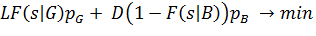 LF(s|G)p_G + D(1 − F(s|B))p_B → min